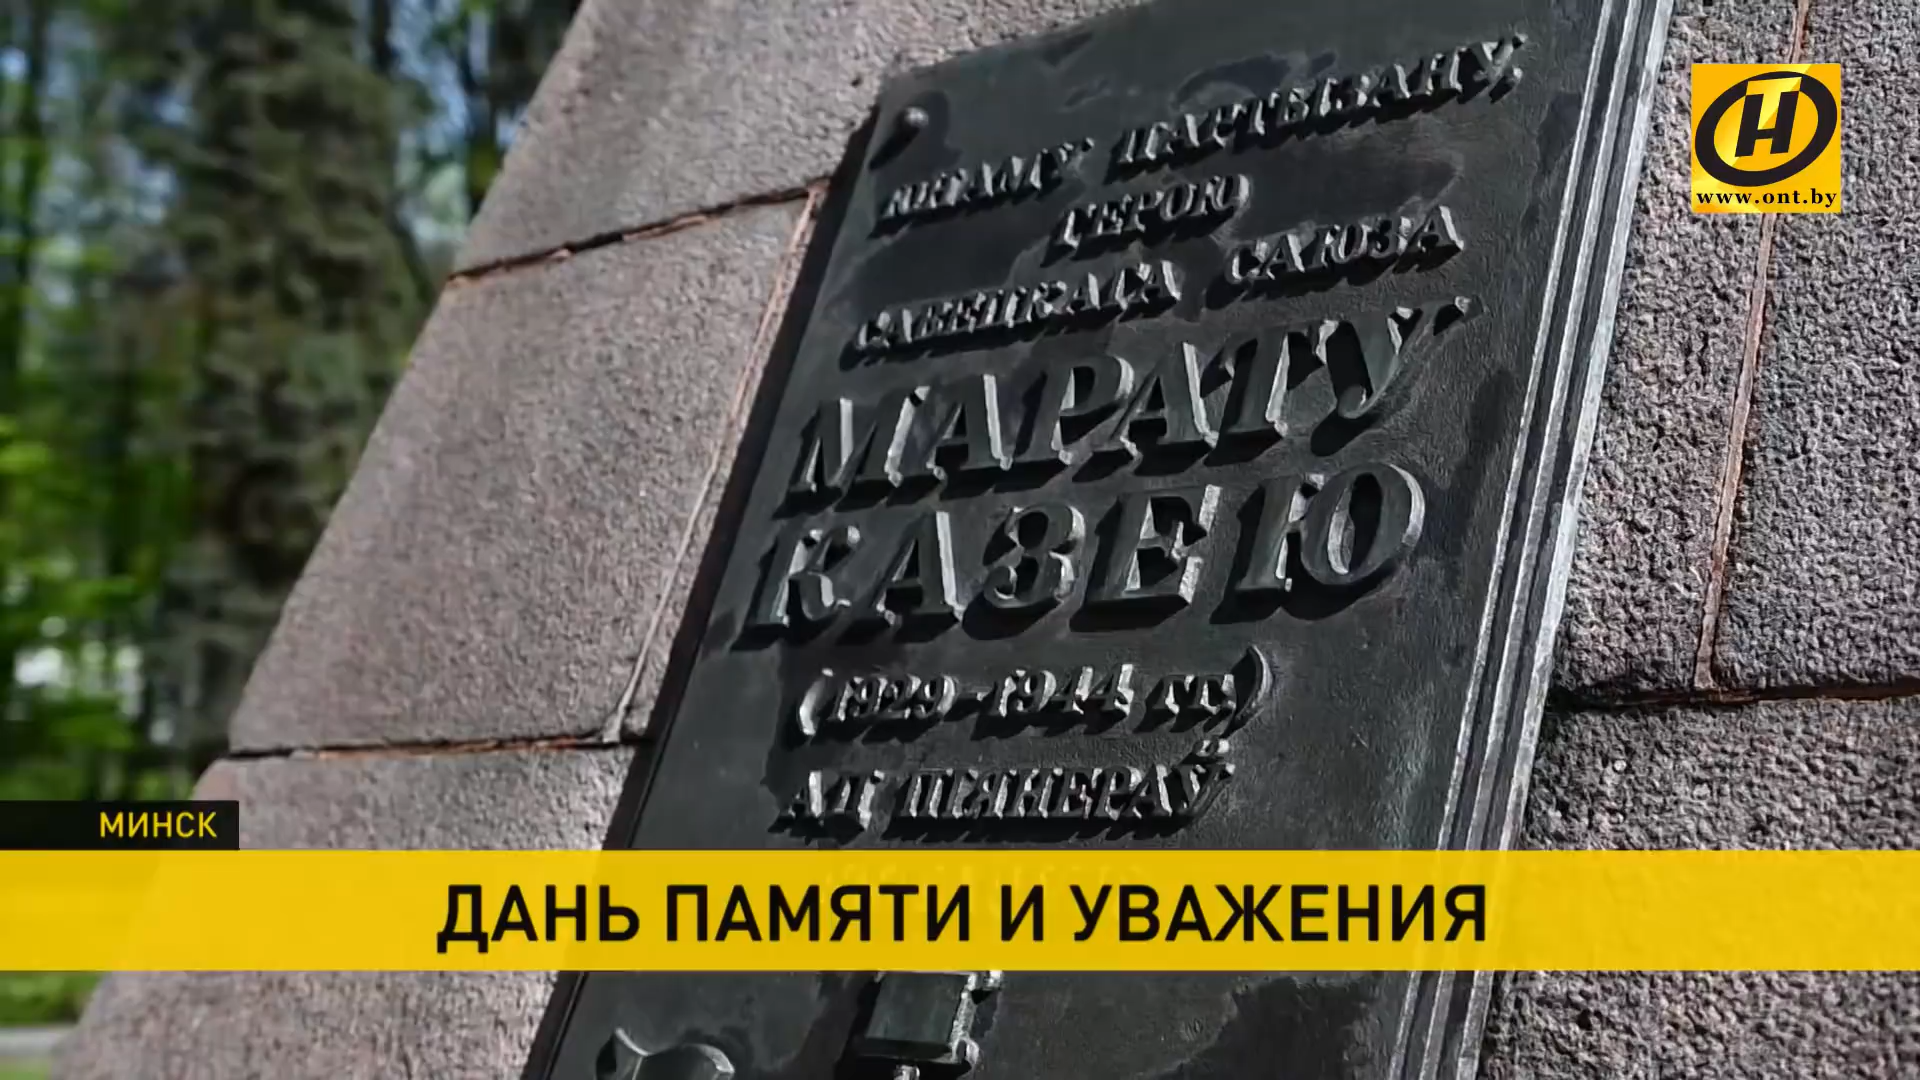 ЮНАМУ ПАРТЫЗАНУ,
ГЕРОЮ
САВЕЦКАГА САЮЗА
МАРАТУ
КАЗЕЮ
(1929-1944 гг.)
АД ПІЯНЕРАЎ
www.ont.by
МИНСК
ДАНЬ ПАМЯТИ И УВАЖЕНИЯ